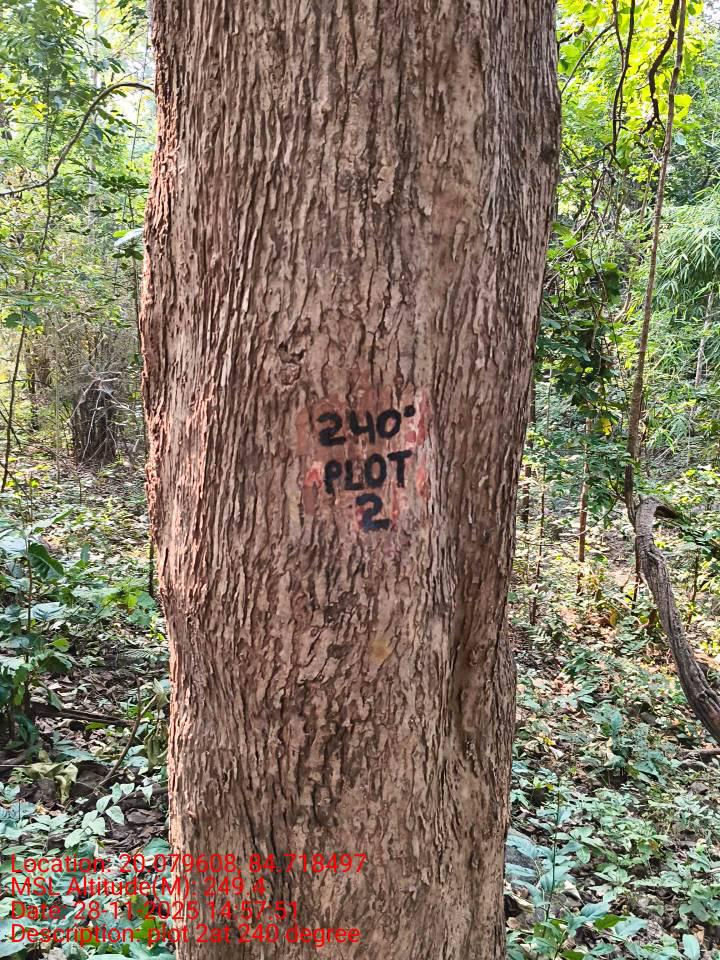 240°
PLOT
2
Location: 20.079608, 84.718497
MSL Altitude(M): 249.4
Date: 28-11-2025 14:57:51
Description: plot 2at 240 degree